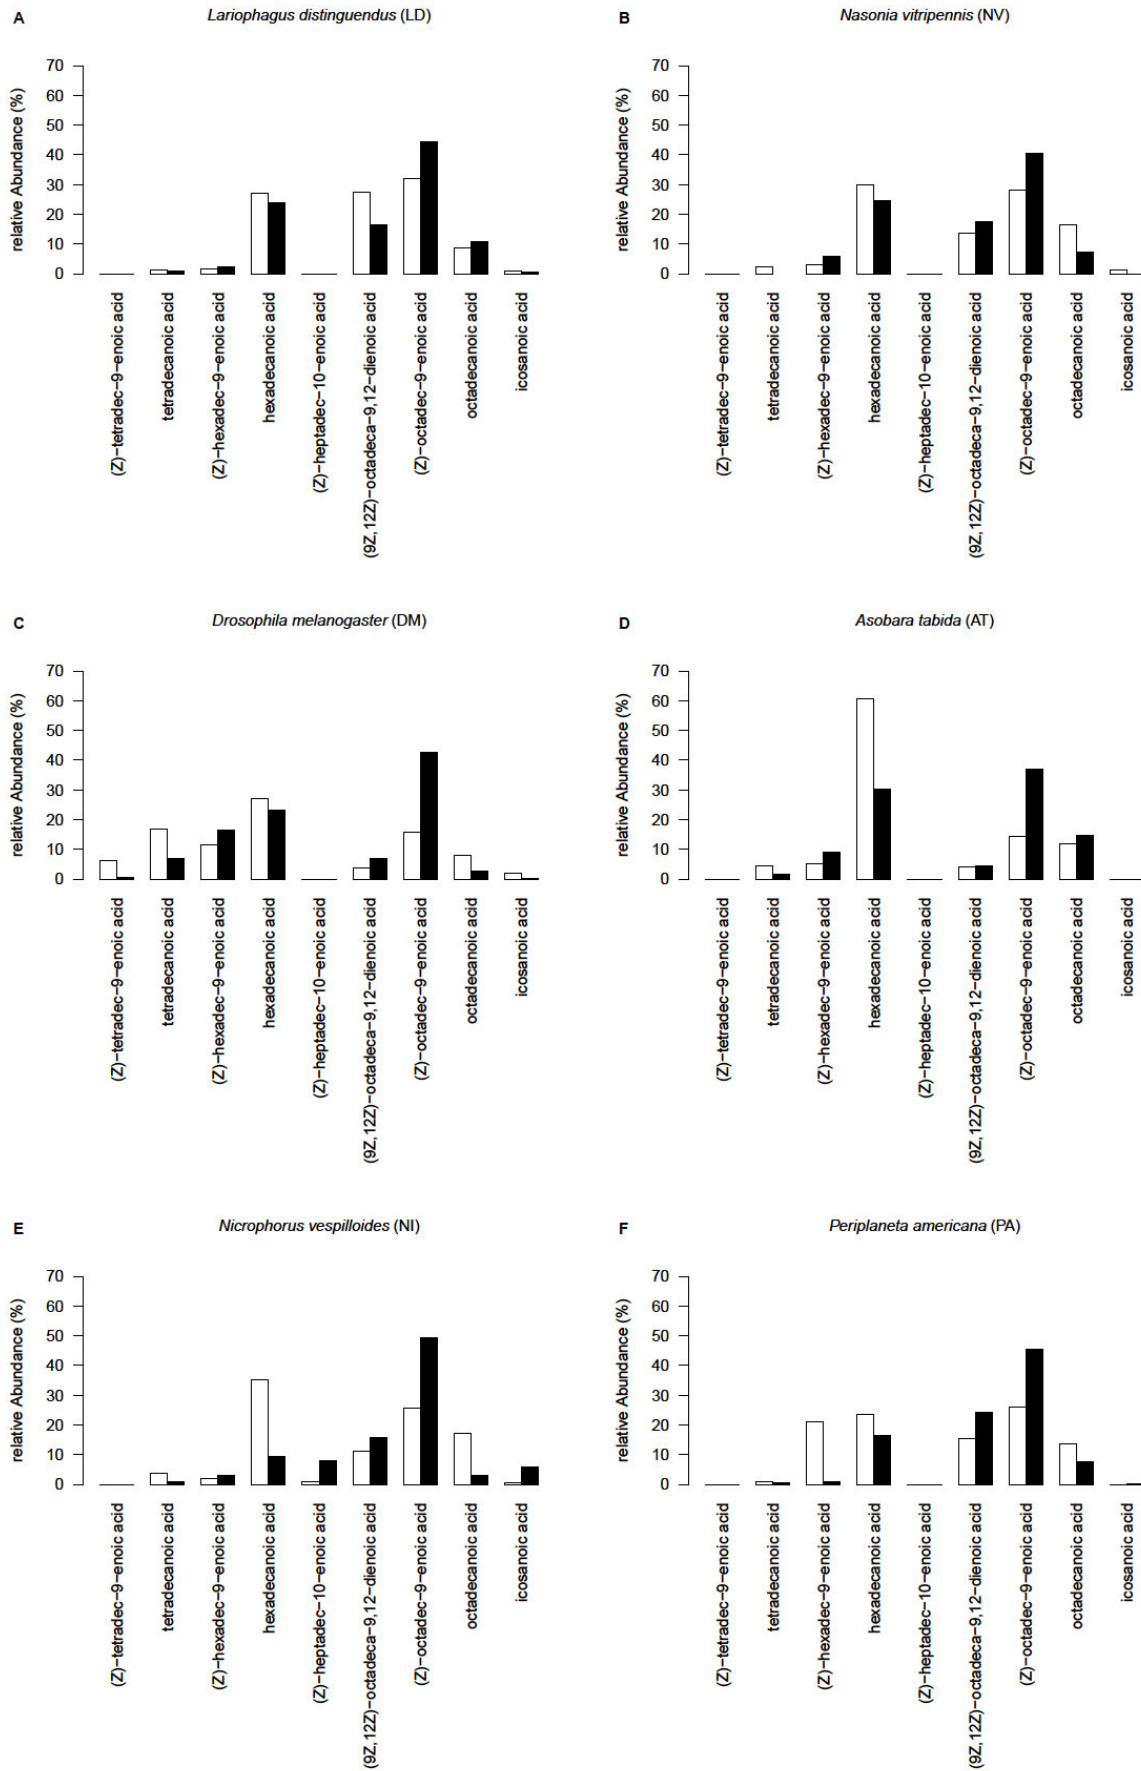 A
Lariophagus distinguendus (LD)
relative Abundance (%)
70
60
50
40
30
20
10
0
(Z)−tetradec−9−enoic acid
tetradecanoic acid
(Z)−hexadec−9−enoic acid
hexadecanoic acid
(Z)−heptadec−10−enoic acid
(9Z,12Z)−octadeca−9,12−dienoic acid
(Z)−octadec−9−enoic acid
octadecanoic acid
icosanoic acid
B
Nasonia vitripennis (NV)
relative Abundance (%)
70
60
50
40
30
20
10
0
(Z)−tetradec−9−enoic acid
tetradecanoic acid
(Z)−hexadec−9−enoic acid
hexadecanoic acid
(Z)−heptadec−10−enoic acid
(9Z,12Z)−octadeca−9,12−dienoic acid
(Z)−octadec−9−enoic acid
octadecanoic acid
icosanoic acid
C
Drosophila melanogaster (DM)
relative Abundance (%)
70
60
50
40
30
20
10
0
(Z)−tetradec−9−enoic acid
tetradecanoic acid
(Z)−hexadec−9−enoic acid
hexadecanoic acid
(Z)−heptadec−10−enoic acid
(9Z,12Z)−octadeca−9,12−dienoic acid
(Z)−octadec−9−enoic acid
octadecanoic acid
icosanoic acid
D
Asobara tabida (AT)
relative Abundance (%)
70
60
50
40
30
20
10
0
(Z)−tetradec−9−enoic acid
tetradecanoic acid
(Z)−hexadec−9−enoic acid
hexadecanoic acid
(Z)−heptadec−10−enoic acid
(9Z,12Z)−octadeca−9,12−dienoic acid
(Z)−octadec−9−enoic acid
octadecanoic acid
icosanoic acid
E
Nicrophorus vespilloides (NI)
relative Abundance (%)
70
60
50
40
30
20
10
0
(Z)−tetradec−9−enoic acid
tetradecanoic acid
(Z)−hexadec−9−enoic acid
hexadecanoic acid
(Z)−heptadec−10−enoic acid
(9Z,12Z)−octadeca−9,12−dienoic acid
(Z)−octadec−9−enoic acid
octadecanoic acid
icosanoic acid
F
Periplaneta americana (PA)
relative Abundance (%)
70
60
50
40
30
20
10
0
(Z)−tetradec−9−enoic acid
tetradecanoic acid
(Z)−hexadec−9−enoic acid
hexadecanoic acid
(Z)−heptadec−10−enoic acid
(9Z,12Z)−octadeca−9,12−dienoic acid
(Z)−octadec−9−enoic acid
octadecanoic acid
icosanoic acid